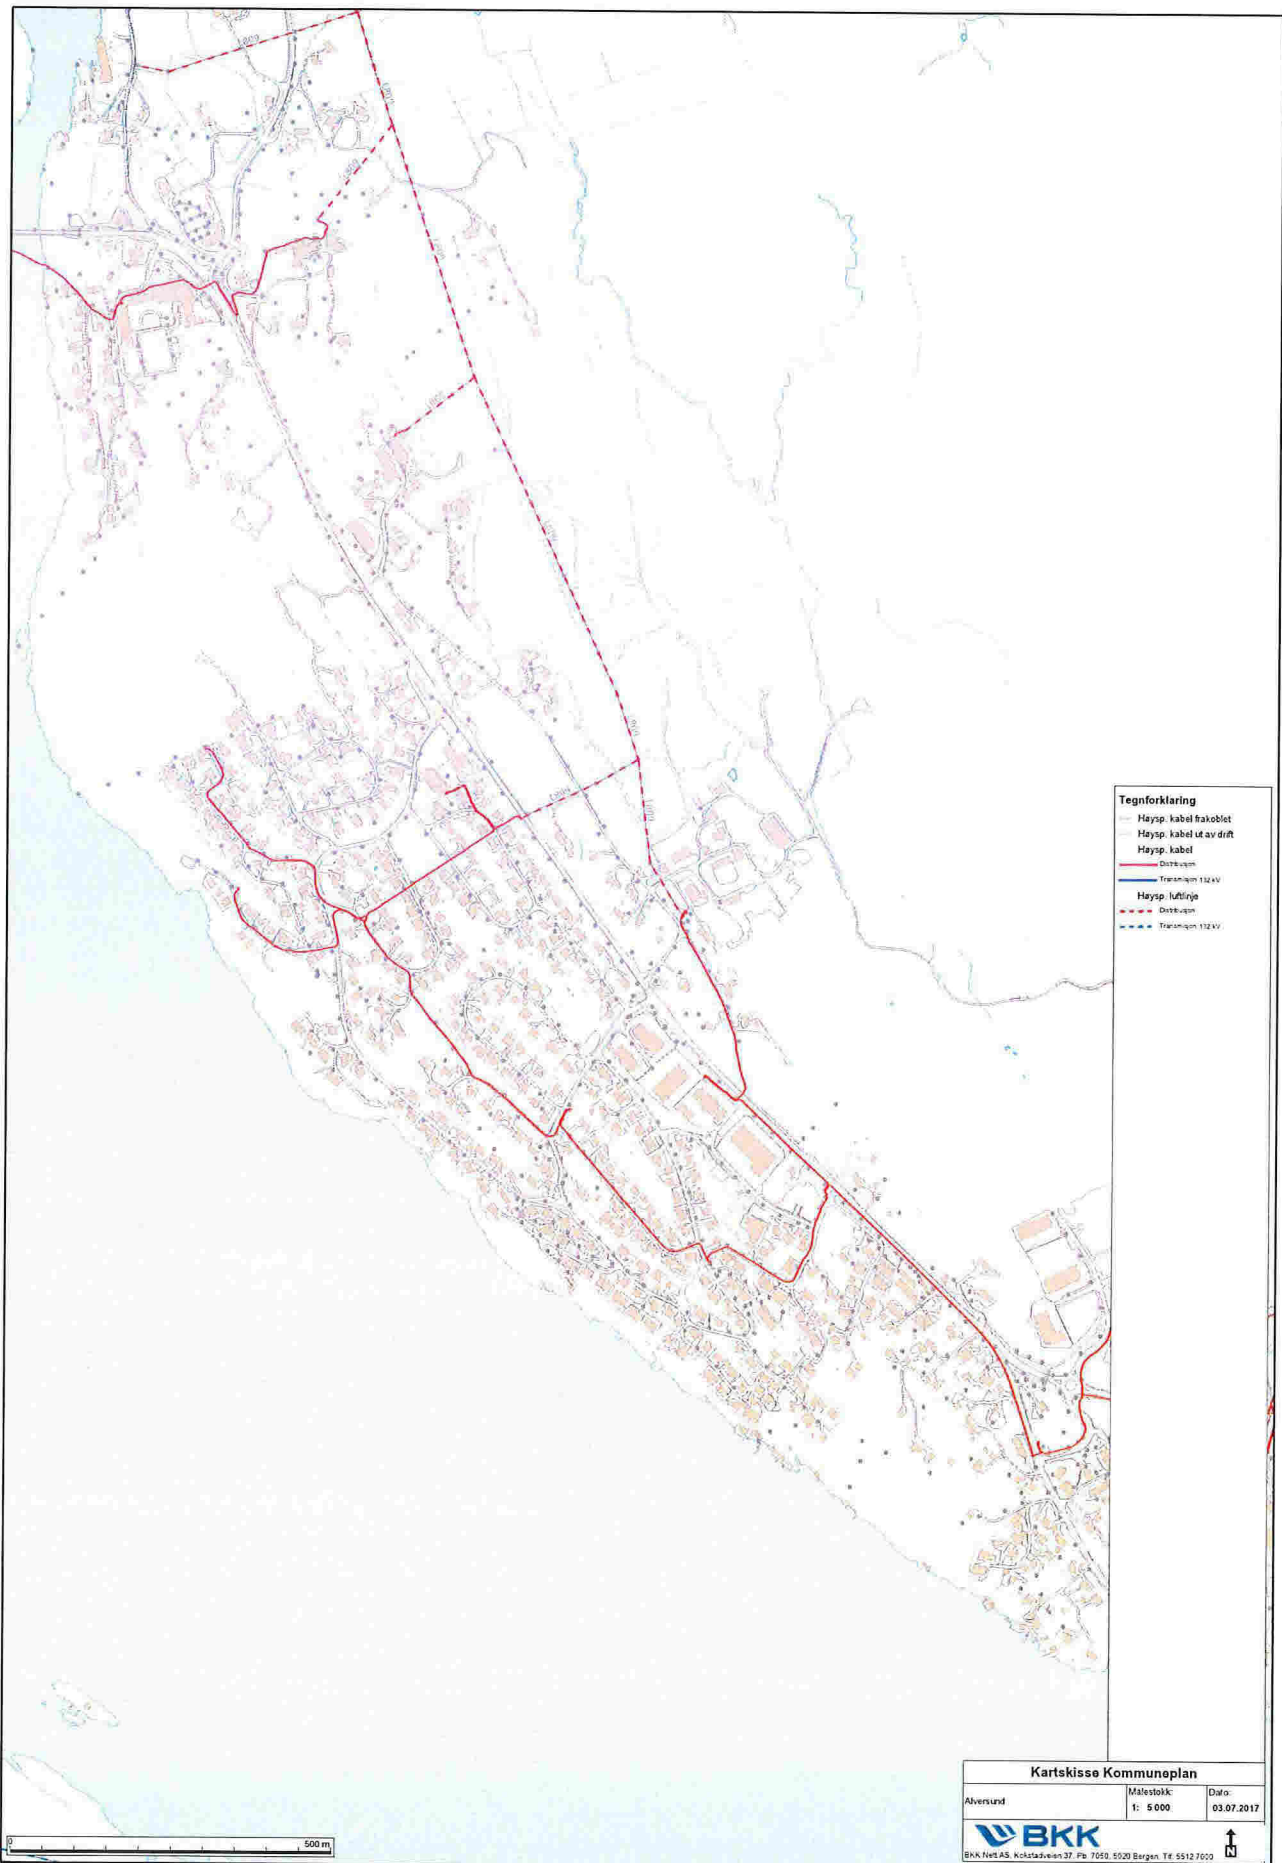 Tegnforklaring
Høysp. kabel frakoblet
Høysp. kabel ut av drift
Høysp. kabel
Distribusjon
Transmisjon 132 kV
Høysp. luftlinje
Distribusjon
Transmisjon 132 kV
Kartskisse Kommuneplan
Alversund
Målestokk:
1: 5 000
Dato:
03.07.2017
BKK
BKK Nett AS, Kokstadveien 37, Pb. 7050, 5020 Bergen, Tlf: 5512 7000
N
0
500 m